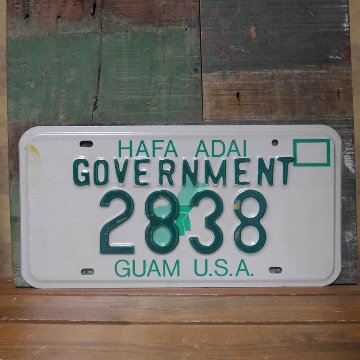 HAFA ADAI
GOVERNMENT
2838
GUAM U.S.A.